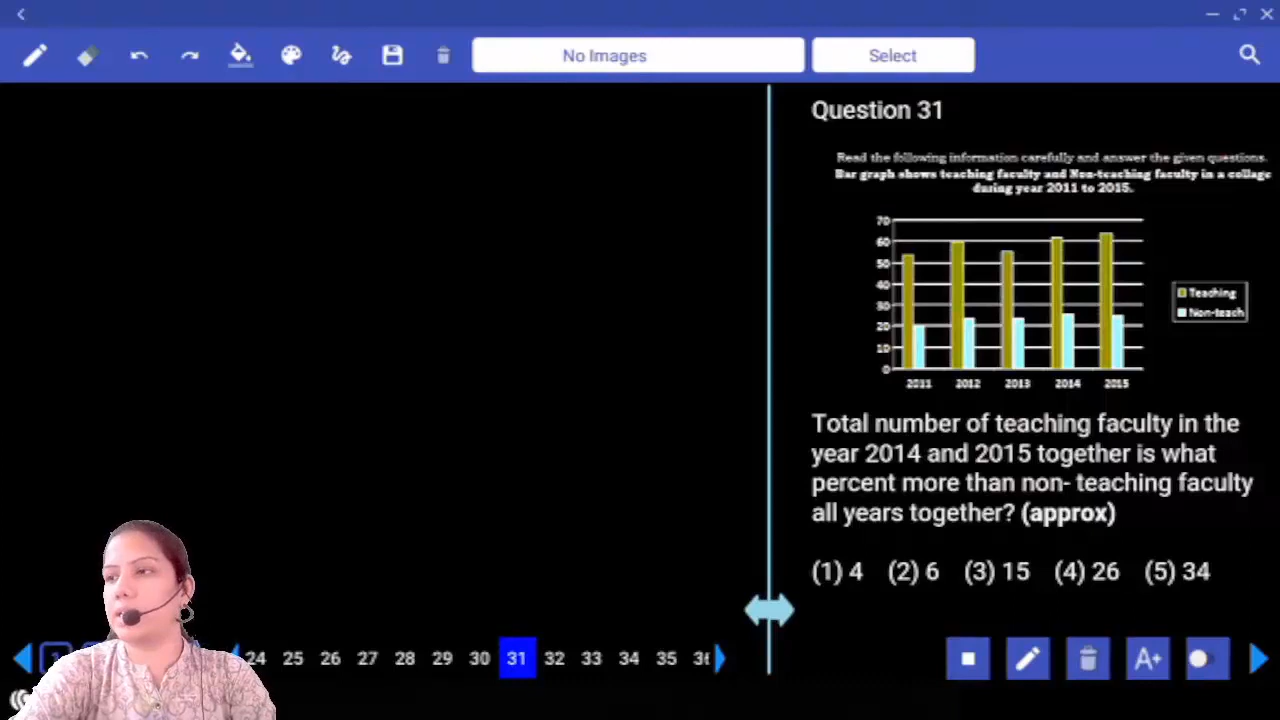 No Images
Select
Question 31
Read the following information carefully and answer the given questions.
Bar graph shows teaching faculty and Non-teaching faculty in a collage
during year 2011 to 2015.
70
60
50
40
30
20
10
0
2011 2012 2013 2014 2015
Teaching
Non-teach
Total number of teaching faculty in the
year 2014 and 2015 together is what
percent more than non- teaching faculty
all years together? (approx)
(1) 4 (2) 6 (3) 15 (4) 26 (5) 34
24 25 26 27 28 29 30 31 32 33 34 35
A+